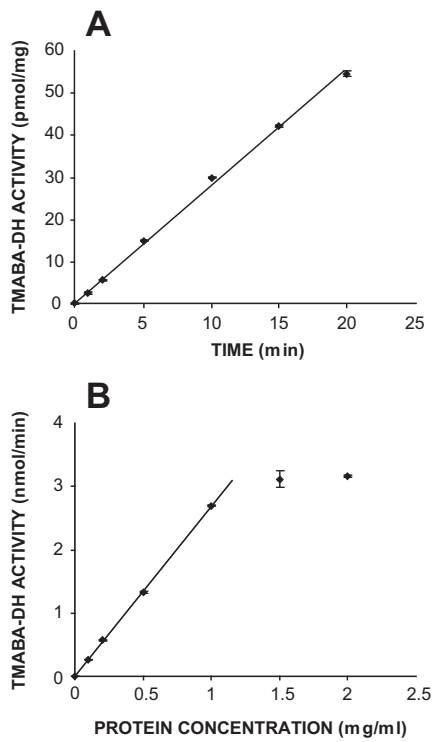 A
TMABA-DH ACTIVITY (pmol/mg)
60
50
40
30
20
10
0
0 5 10 15 20 25
TIME (min)
B
TMABA-DH ACTIVITY (nmol/min)
4
3
2
1
0
0 0.5 1 1.5 2 2.5
PROTEIN CONCENTRATION (mg/ml)